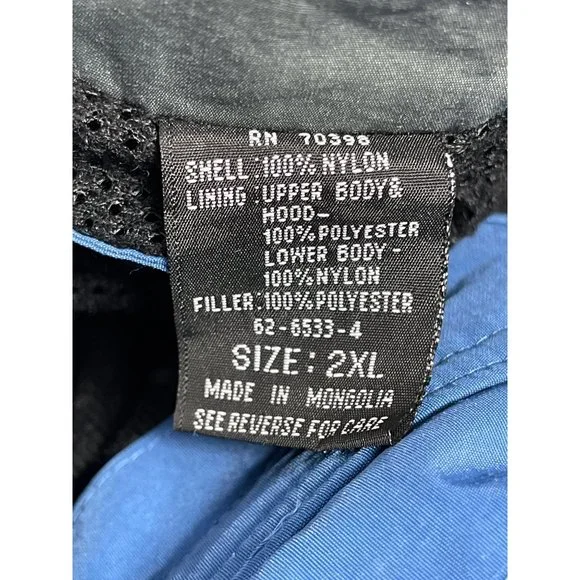 RN 70398
SHELL:100% NYLON
LINING:UPPER BODY&
HOOD-
100%POLYESTER
LOWER BODY-
100%NYLON
FILLER:100%POLYESTER
62-6533-4
SIZE: 2XL
MADE IN MONGOLIA
SEE REVERSE FOR CARE